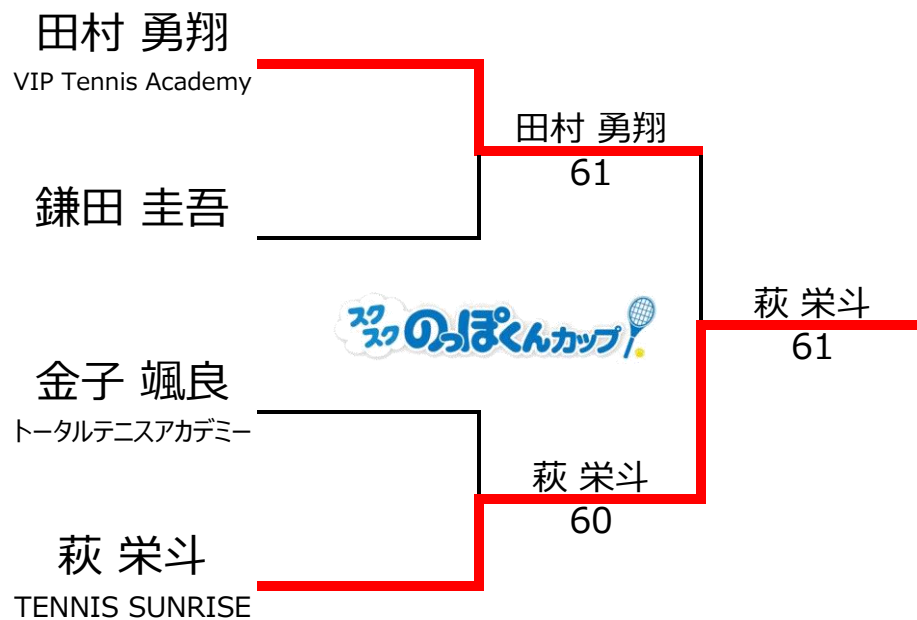 田村 勇翔
VIP Tennis Academy
田村 勇翔
61
鎌田 圭吾
スクスク のっぽくんカップ
萩 栄斗
61
金子 颯良
トータルテニスアカデミー
萩 栄斗
60
萩 栄斗
TENNIS SUNRISE